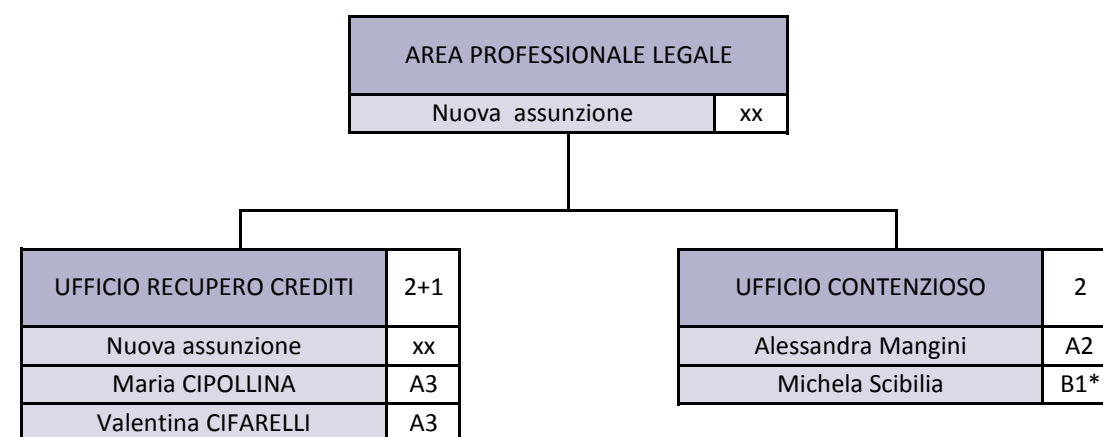 AREA PROFESSIONALE LEGALE
Nuova assunzione xx
UFFICIO RECUPERO CREDITI 2+1
Nuova assunzione xx
Maria CIPOLLINA A3
Valentina CIFARELLI A3
UFFICIO CONTENZIOSO 2
Alessandra Mangini A2
Michela Scibilia B1*